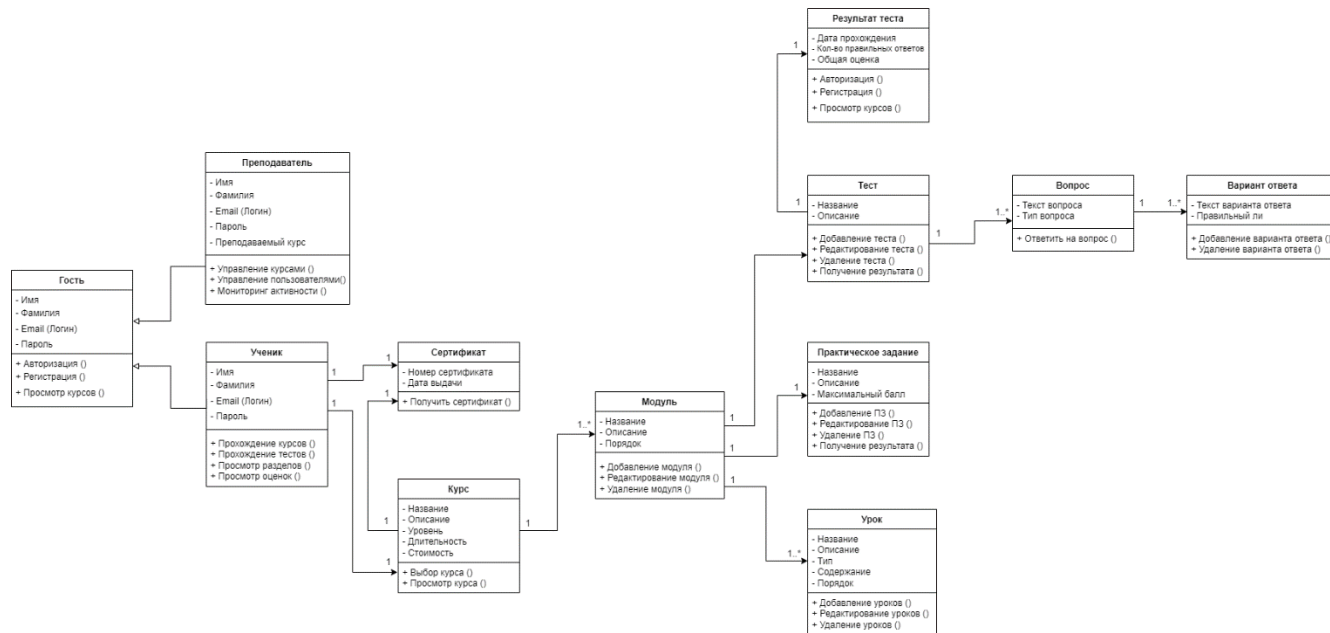 Результат теста
- Дата прохождения
- Кол-во правильных ответов
- Общая оценка
+ Авторизация ()
+ Регистрация ()
+ Просмотр курсов ()
1
1
Преподаватель
- Имя
- Фамилия
- Email (Логин)
- Пароль
- Преподаваемый курс
+ Управление курсами ()
+ Управление пользователями()
+ Мониторинг активности ()
Тест
- Название
- Описание
+ Добавление теста ()
+ Редактирование теста ()
+ Удаление теста ()
+ Получение результата ()
1
1..*
1
Вопрос
- Текст вопроса
- Тип вопроса
+ Ответить на вопрос ()
1
1..*
Вариант ответа
- Текст варианта ответа
- Правильный ли
+ Добавление варианта ответа ()
+ Удаление варианта ответа ()
Гость
- Имя
- Фамилия
- Email (Логин)
- Пароль
+ Авторизация ()
+ Регистрация ()
+ Просмотр курсов ()
Ученик
- Имя
- Фамилия
- Email (Логин)
- Пароль
+ Прохождение курсов ()
+ Прохождение тестов ()
+ Просмотр разделов ()
+ Просмотр оценок ()
1
1
1
1
Сертификат
- Номер сертификата
- Дата выдачи
+ Получить сертификат ()
Курс
- Название
- Описание
- Уровень
- Длительность
- Стоимость
+ Выбор курса ()
+ Просмотр курса ()
1
1
1
1..*
Модуль
- Название
- Описание
- Порядок
+ Добавление модуля ()
+ Редактирование модуля ()
+ Удаление модуля ()
1
1
1
1
Практическое задание
- Название
- Описание
- Максимальный балл
+ Добавление ПЗ ()
+ Редактирование ПЗ ()
+ Удаление ПЗ ()
+ Получение результата ()
1..*
Урок
- Название
- Описание
- Тип
- Содержание
- Порядок
+ Добавление уроков ()
+ Редактирование уроков ()
+ Удаление уроков ()